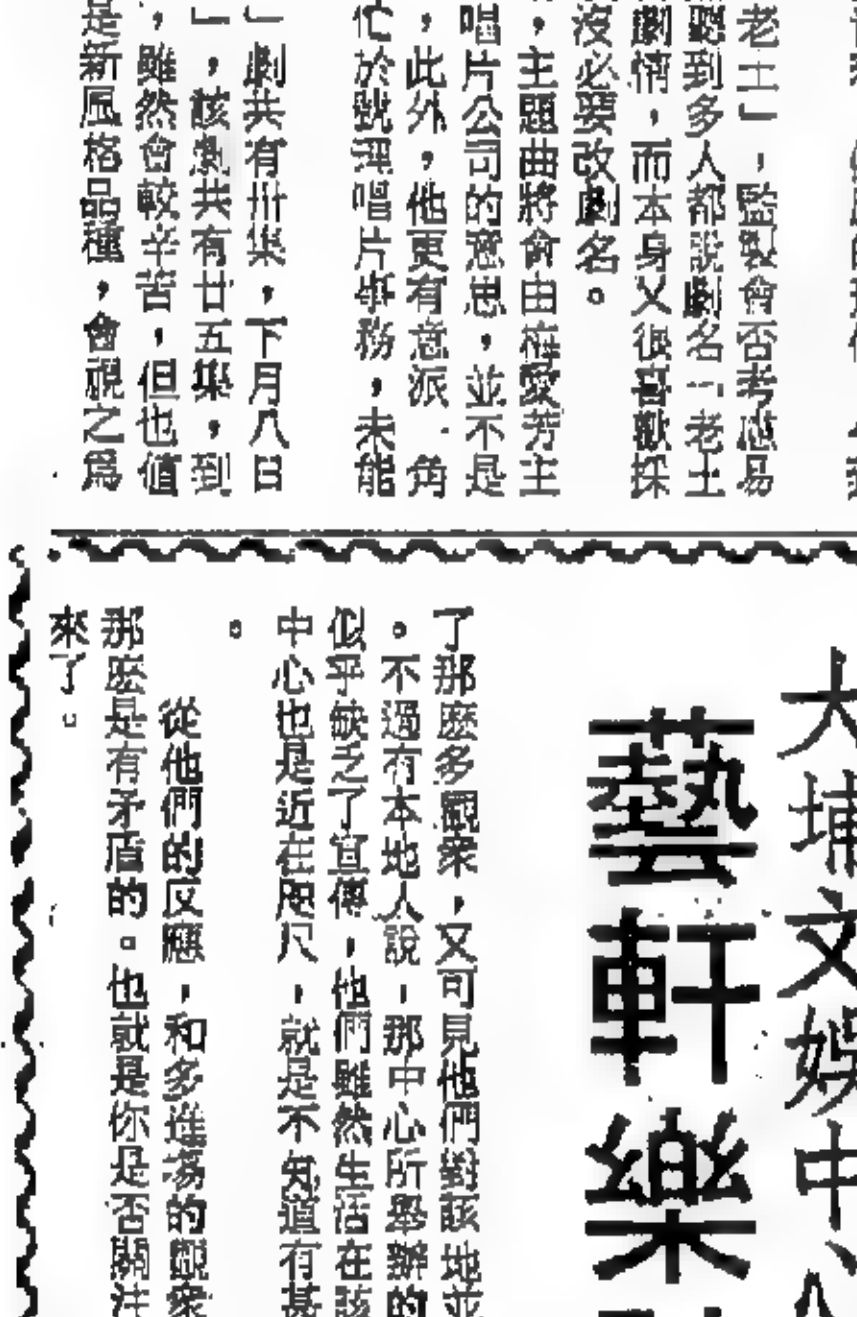 老土」，監製會否考慮易
聽到多人都說劇名「老土
劇情，而本身又很喜歡採
沒必要改劇名。
，主題曲將會由梅愛芳主
唱片公司的意思，並不是
，此外，他更有意派一角
忙於號理唱片事務，未能
」劇共有卅集，下月八日
」，該劇共有廿五集，到
，雖然會較辛苦，但也值
是新風格品種，會視之爲
大埔文娛中心
藝軒樂
了那麽多觀衆，又可見他們對該地並
。不過有本地人說，那中心所舉辦的
似乎缺乏了宣傳，他們雖然生活在該
中心也是近在咫尺，就是不知道有甚
。
從他們的反應，和多進場的觀衆
那麽是有矛盾的。也就是你是否關注
來了。